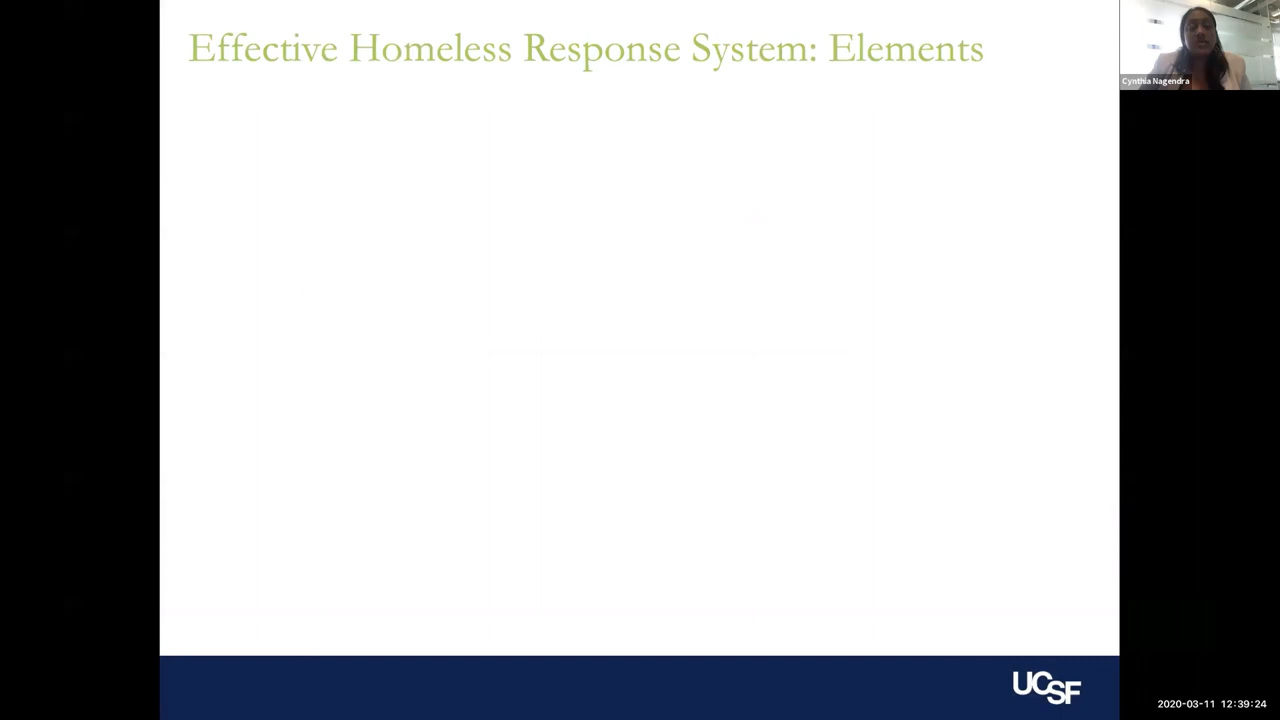 Effective Homeless Response System: Elements
Cynthia Nagendra
UCSF
2020-03-11 12:39:24